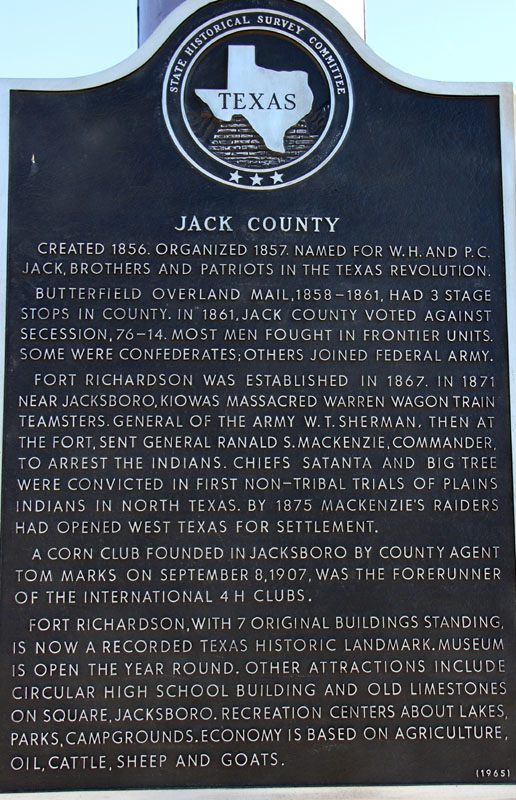 STATE HISTORICAL SURVEY COMMITTEE
TEXAS
JACK COUNTY
CREATED 1856. ORGANIZED 1857. NAMED FOR W.H. AND P.C.
JACK, BROTHERS AND PATRIOTS IN THE TEXAS REVOLUTION.
BUTTERFIELD OVERLAND MAIL, 1858-1861, HAD 3 STAGE
STOPS IN COUNTY. IN 1861, JACK COUNTY VOTED AGAINST
SECESSION, 76-14. MOST MEN FOUGHT IN FRONTIER UNITS.
SOME WERE CONFEDERATES; OTHERS JOINED FEDERAL ARMY.
FORT RICHARDSON WAS ESTABLISHED IN 1867. IN 1871
NEAR JACKSBORO, KIOWAS MASSACRED WARREN WAGON TRAIN
TEAMSTERS. GENERAL OF THE ARMY W.T. SHERMAN, THEN AT
THE FORT, SENT GENERAL RANALD S. MACKENZIE, COMMANDER,
TO ARREST THE INDIANS. CHIEFS SATANTA AND BIG TREE
WERE CONVICTED IN FIRST NON-TRIBAL TRIALS OF PLAINS
INDIANS IN NORTH TEXAS. BY 1875 MACKENZIE'S RAIDERS
HAD OPENED WEST TEXAS FOR SETTLEMENT.
A CORN CLUB FOUNDED IN JACKSBORO BY COUNTY AGENT
TOM MARKS ON SEPTEMBER 8, 1907, WAS THE FORERUNNER
OF THE INTERNATIONAL 4 H CLUBS.
FORT RICHARDSON, WITH 7 ORIGINAL BUILDINGS STANDING,
IS NOW A RECORDED TEXAS HISTORIC LANDMARK. MUSEUM
IS OPEN THE YEAR ROUND. OTHER ATTRACTIONS INCLUDE
CIRCULAR HIGH SCHOOL BUILDING AND OLD LIMESTONES
ON SQUARE, JACKSBORO. RECREATION CENTERS ABOUT LAKES,
PARKS, CAMPGROUNDS. ECONOMY IS BASED ON AGRICULTURE,
OIL, CATTLE, SHEEP AND GOATS.
(1965)